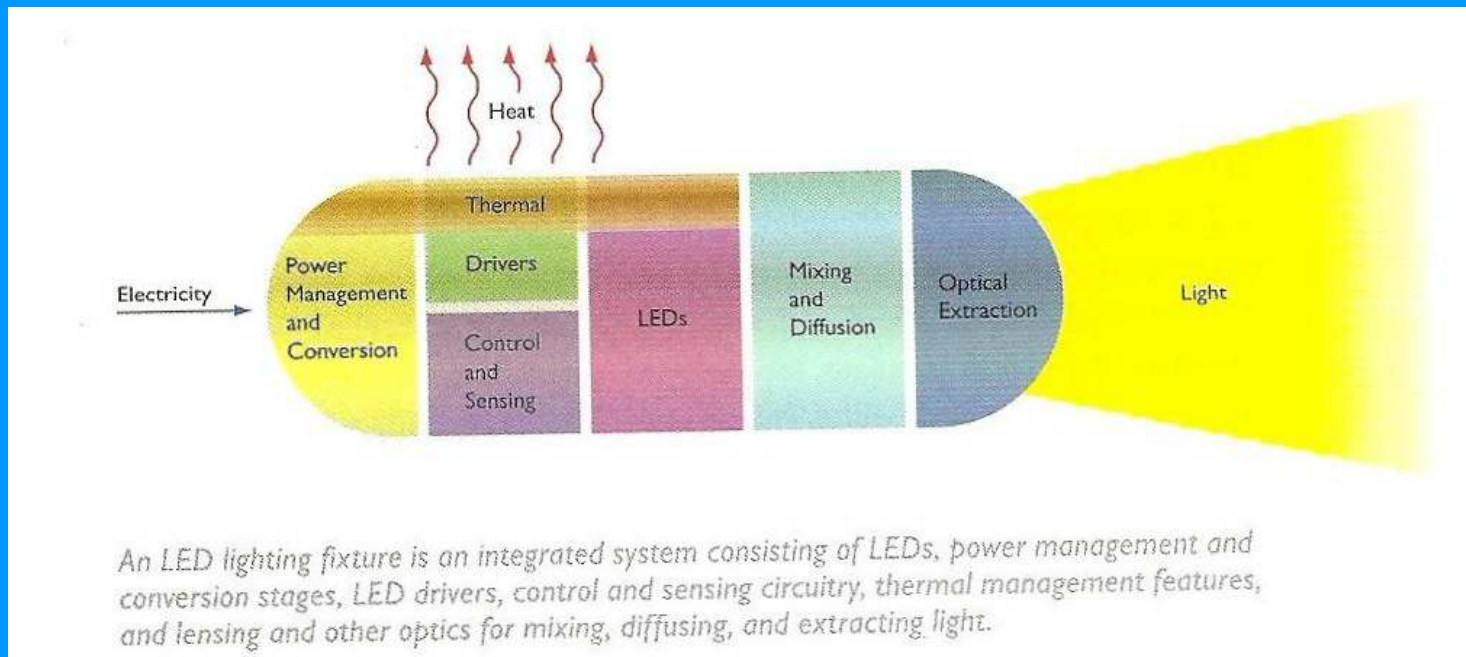 Heat
Thermal
Electricity
Power
Management
and
Conversion
Drivers
Control
and
Sensing
LEDs
Mixing
and
Diffusion
Optical
Extraction
Light
An LED lighting fixture is an integrated system consisting of LEDs, power management and
conversion stages, LED drivers, control and sensing circuitry, thermal management features,
and lensing and other optics for mixing, diffusing, and extracting light.